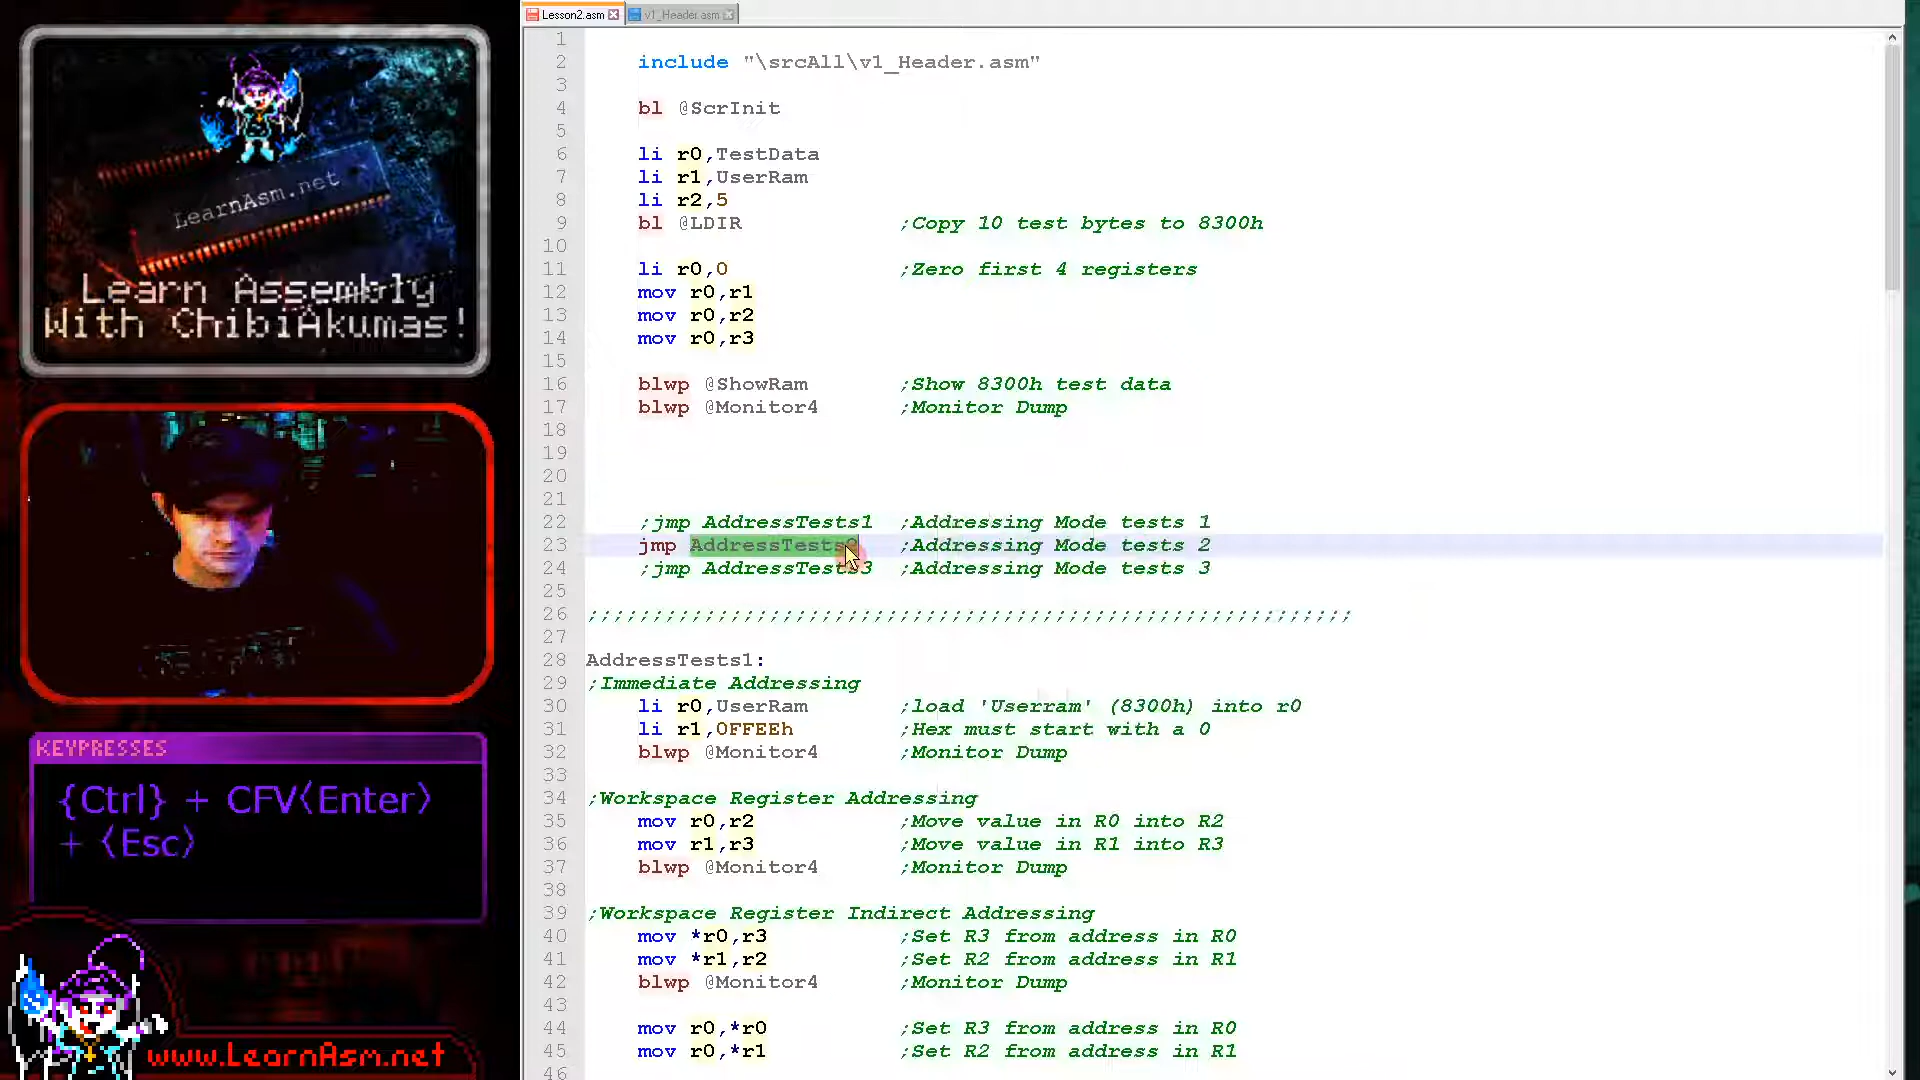 LearnAsm.net
Learn Assembly
With ChibiAkumas!
KEYPRESSES
{Ctrl} + CFV〈Enter〉
+ 〈Esc〉
www.LearnAsm.net
Lesson2.asm
v1_Header.asm
1
2 include "\srcAll\v1_Header.asm"
3
4 bl @ScrInit
5
6 li r0,TestData
7 li r1,UserRam
8 li r2,5
9 bl @LDIR ;Copy 10 test bytes to 8300h
10
11 li r0,0 ;Zero first 4 registers
12 mov r0,r1
13 mov r0,r2
14 mov r0,r3
15
16 blwp @ShowRam ;Show 8300h test data
17 blwp @Monitor4 ;Monitor Dump
18
19
20
21
22 ;jmp AddressTests1 ;Addressing Mode tests 1
23 jmp AddressTests2 ;Addressing Mode tests 2
24 ;jmp AddressTests3 ;Addressing Mode tests 3
25
26 ;;;;;;;;;;;;;;;;;;;;;;;;;;;;;;;;;;;;;;;;;;;;;;;;;;;;;;;;;;;
27
28 AddressTests1:
29 ;Immediate Addressing
30 li r0,UserRam ;load 'Userram' (8300h) into r0
31 li r1,0FFEEh ;Hex must start with a 0
32 blwp @Monitor4 ;Monitor Dump
33
34 ;Workspace Register Addressing
35 mov r0,r2 ;Move value in R0 into R2
36 mov r1,r3 ;Move value in R1 into R3
37 blwp @Monitor4 ;Monitor Dump
38
39 ;Workspace Register Indirect Addressing
40 mov *r0,r3 ;Set R3 from address in R0
41 mov *r1,r2 ;Set R2 from address in R1
42 blwp @Monitor4 ;Monitor Dump
43
44 mov r0,*r0 ;Set R3 from address in R0
45 mov r0,*r1 ;Set R2 from address in R1
46